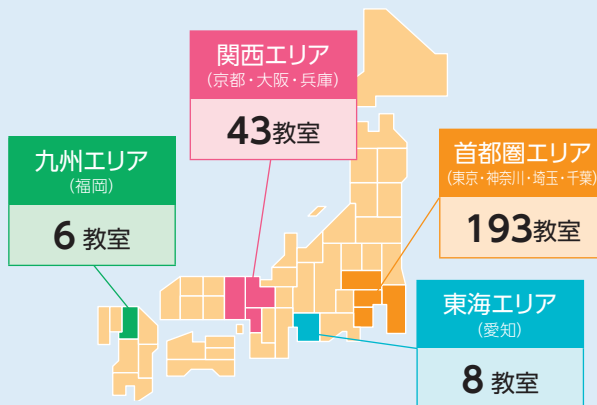 関西エリア
(京都・大阪・兵庫)
43教室
九州エリア
(福岡)
6 教室
首都圏エリア
(東京・神奈川・埼玉・千葉)
193教室
東海エリア
(愛知)
8 教室